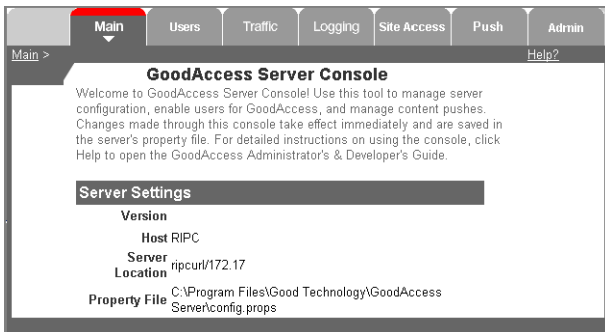 Main Users Traffic Logging Site Access Push Admin
Main > Help?
GoodAccess Server Console
Welcome to GoodAccess Server Console! Use this tool to manage server
configuration, enable users for GoodAccess, and manage content pushes.
Changes made through this console take effect immediately and are saved in
the server's property file. For detailed instructions on using the console, click
Help to open the GoodAccess Administrator's & Developer's Guide.
Server Settings
Version
Host RIPC
Server Location ripcurl/172.17
Property File C:\Program Files\Good Technology\GoodAccess
Server\config.props